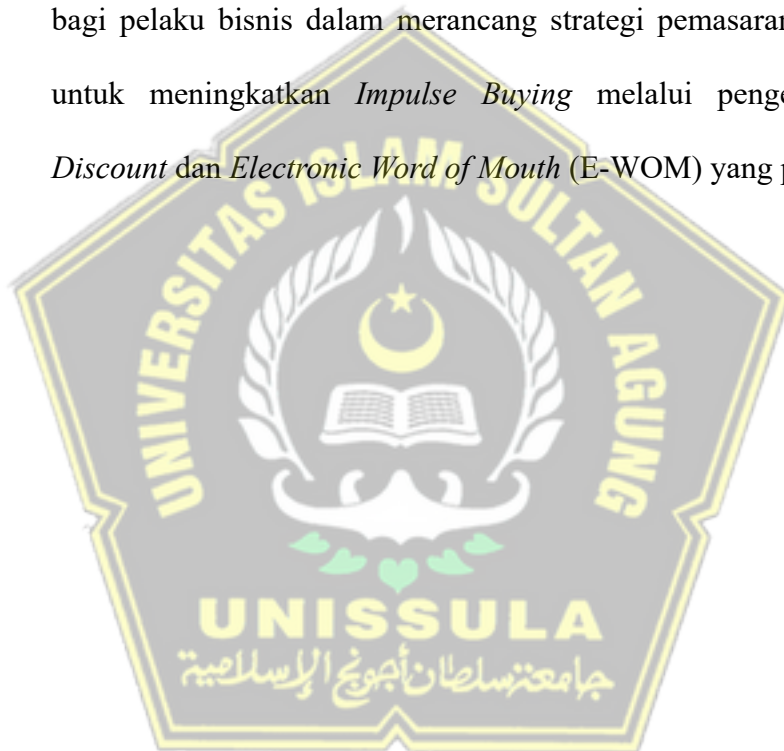 bagi pelaku bisnis dalam merancang strategi pemasaran
untuk meningkatkan Impulse Buying melalui
Discount dan Electronic Word of Mouth (E-WOM) yang
UNIVERSITAS ISLAM SULTAN AGUNG
UNISSULA
جامعة سلطان أجونج الإسلامية